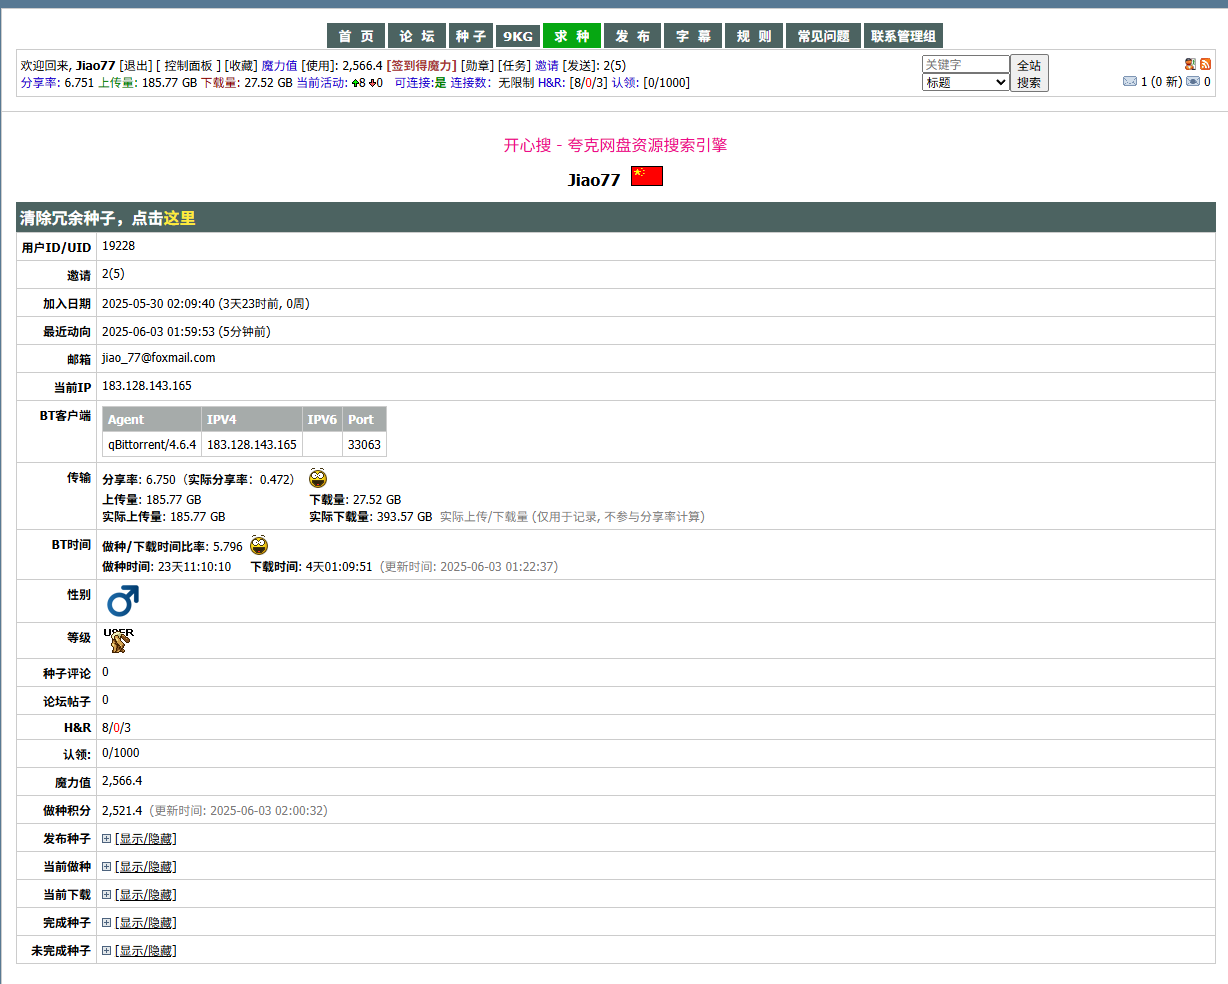 首 页 论 坛 种 子 9KG 求 种 发 布 字 幕 规 则 常见问题 联系管理组
欢迎回来, Jiao77 [退出] [ 控制面板 ] [收藏] 魔力值 [使用]: 2,566.4 [签到得魔力] [勋章] [任务] 邀请 [发送]: 2(5)
分享率: 6.751 上传量: 185.77 GB 下载量: 27.52 GB 当前活动: 8 0 可连接:是 连接数: 无限制 H&R: [8/0/3] 认领: [0/1000]
关键字 全站
标题 搜索
1 (0 新) 0
开心搜 - 夸克网盘资源搜索引擎
Jiao77
清除冗余种子，点击这里
用户ID/UID 19228
邀请 2(5)
加入日期 2025-05-30 02:09:40 (3天23时前, 0周)
最近动向 2025-06-03 01:59:53 (5分钟前)
邮箱 jiao_77@foxmail.com
当前IP 183.128.143.165
BT客户端 Agent IPV4 IPV6 Port
qBittorrent/4.6.4 183.128.143.165 33063
传输 分享率: 6.750（实际分享率：0.472）
上传量: 185.77 GB 下载量: 27.52 GB
实际上传量: 185.77 GB 实际下载量: 393.57 GB 实际上传/下载量 (仅用于记录, 不参与分享率计算)
BT时间 做种/下载时间比率: 5.796
做种时间: 23天11:10:10 下载时间: 4天01:09:51 (更新时间: 2025-06-03 01:22:37)
性别
等级 USER
种子评论 0
论坛帖子 0
H&R 8/0/3
认领: 0/1000
魔力值 2,566.4
做种积分 2,521.4 (更新时间: 2025-06-03 02:00:32)
发布种子 [显示/隐藏]
当前做种 [显示/隐藏]
当前下载 [显示/隐藏]
完成种子 [显示/隐藏]
未完成种子 [显示/隐藏]